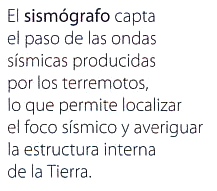 El sismógrafo capta
el paso de las ondas
sísmicas producidas
por los terremotos,
lo que permite localizar
el foco sísmico y averiguar
la estructura interna
de la Tierra.